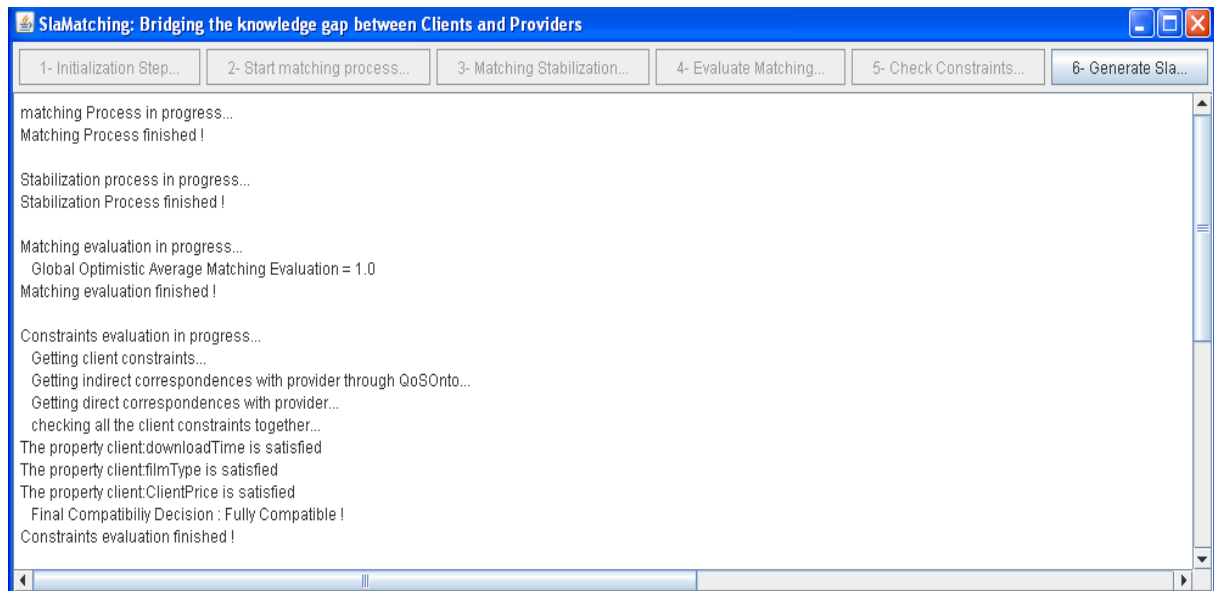 SlaMatching: Bridging the knowledge gap between Clients and Providers
1- Initialization Step... 2- Start matching process... 3- Matching Stabilization... 4- Evaluate Matching... 5- Check Constraints... 6- Generate Sla...
matching Process in progress...
Matching Process finished !
Stabilization process in progress...
Stabilization Process finished !
Matching evaluation in progress...
Global Optimistic Average Matching Evaluation = 1.0
Matching evaluation finished !
Constraints evaluation in progress...
Getting client constraints...
Getting indirect correspondences with provider through QoSOnto...
Getting direct correspondences with provider...
checking all the client constraints together...
The property client:downloadTime is satisfied
The property client:filmType is satisfied
The property client:ClientPrice is satisfied
Final Compatibiliy Decision : Fully Compatible !
Constraints evaluation finished !